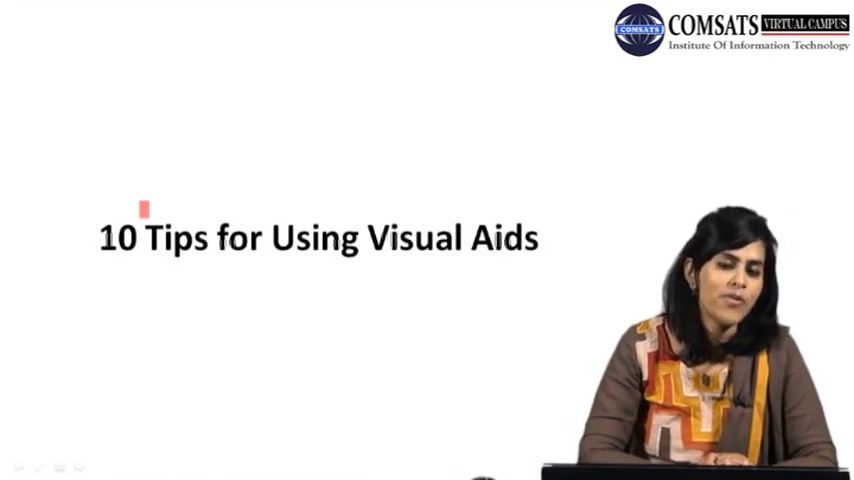 COMSATS VIRTUAL CAMPUS
Institute Of Information Technology
COMSATS
10 Tips for Using Visual Aids